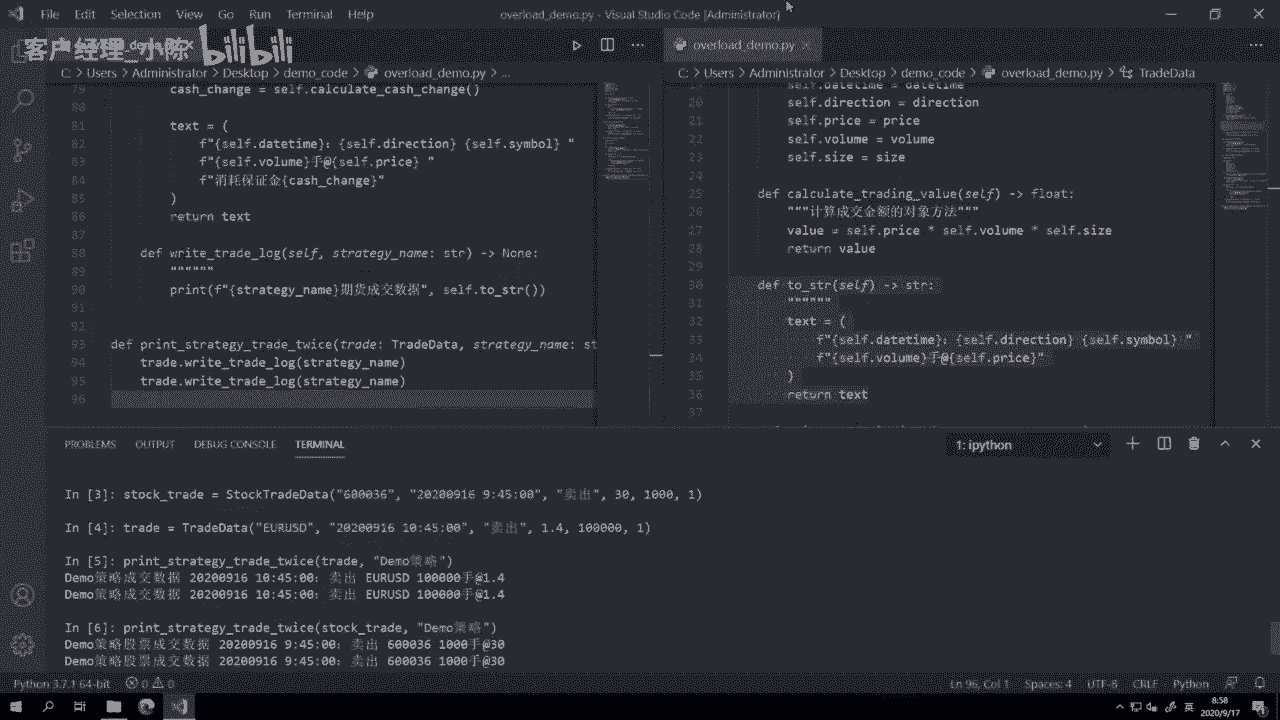 File Edit Selection View Go Run Terminal Help
overload_demo.py - Visual Studio Code [Administrator]
客户经理_小陈 bilibili
C: > Users > Administrator > Desktop > demo_code > overload_demo.py > ...
79 cash_change = self.calculate_cash_change()
80
81 text = (
82 f"{self.datetime}: {self.direction} {self.symbol} "
83 f"{self.volume}手@{self.price} "
84 f"消耗保证金{cash_change}"
85 )
86 return text
87
88 def write_trade_log(self, strategy_name: str) -> None:
89 """"""
90 print(f"{strategy_name}期货成交数据", self.to_str())
91
92
93 def print_strategy_trade_twice(trade: TradeData, strategy_name: st
94 trade.write_trade_log(strategy_name)
95 trade.write_trade_log(strategy_name)
96
overload_demo.py
C: > Users > Administrator > Desktop > demo_code > overload_demo.py > TradeData
self.datetime = datetime
20 self.direction = direction
21 self.price = price
22 self.volume = volume
23 self.size = size
24
25 def calculate_trading_value(self) -> float:
26 """计算成交金额的对象方法"""
27 value = self.price * self.volume * self.size
28 return value
29
30 def to_str(self) -> str:
31 """"""
32 text = (
33 f"{self.datetime}: {self.direction} {self.symbol} "
34 f"{self.volume}手@{self.price}"
35 )
36 return text
37
PROBLEMS OUTPUT DEBUG CONSOLE TERMINAL
1: ipython
In [3]: stock_trade = StockTradeData("600036", "20200916 9:45:00", "卖出", 30, 1000, 1)
In [4]: trade = TradeData("EURUSD", "20200916 10:45:00", "卖出", 1.4, 100000, 1)
In [5]: print_strategy_trade_twice(trade, "Demo策略")
Demo策略成交数据 20200916 10:45:00: 卖出 EURUSD 100000手@1.4
Demo策略成交数据 20200916 10:45:00: 卖出 EURUSD 100000手@1.4
In [6]: print_strategy_trade_twice(stock_trade, "Demo策略")
Demo策略股票成交数据 20200916 9:45:00: 卖出 600036 1000手@30
Demo策略股票成交数据 20200916 9:45:00: 卖出 600036 1000手@30
Python 3.7.1 64-bit 0 0
Ln 96, Col 1 Spaces: 4 UTF-8 CRLF Python
英
8:58
2020/9/17